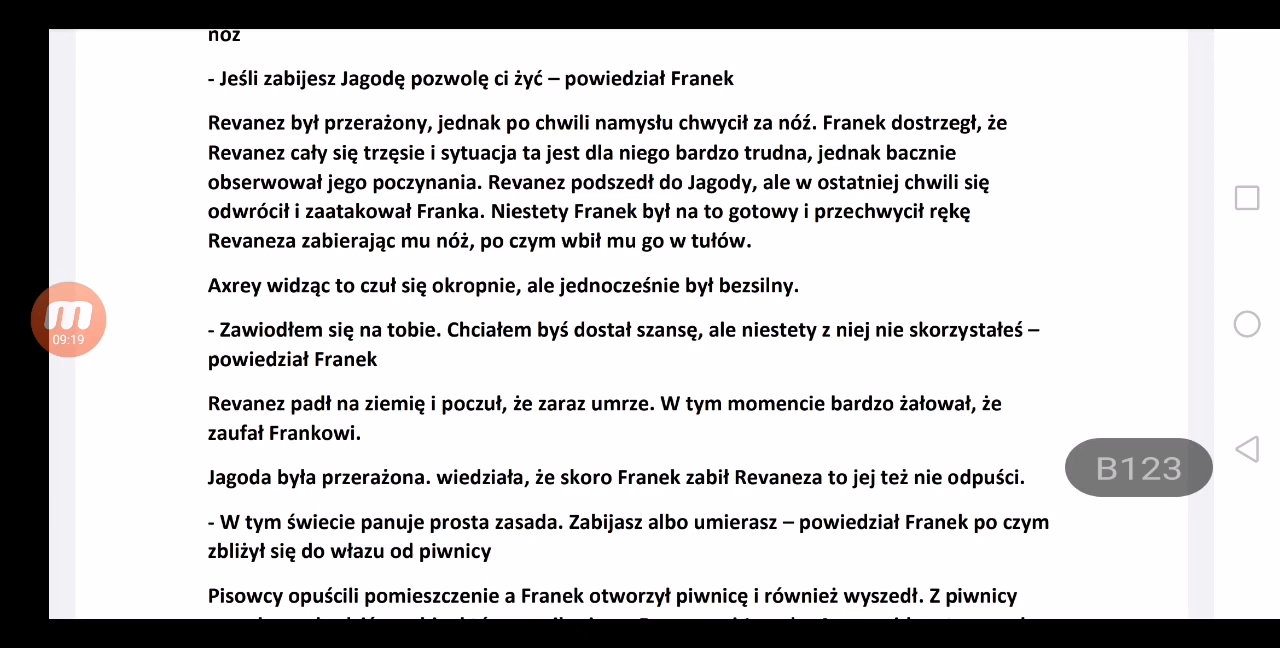 nóż
- Jeśli zabijesz Jagodę pozwolę ci żyć – powiedział Franek
Revanez był przerażony, jednak po chwili namysłu chwycił za nóź. Franek dostrzegł, że
Revanez cały się trzęsie i sytuacja ta jest dla niego bardzo trudna, jednak bacznie
obserwował jego poczynania. Revanez podszedł do Jagody, ale w ostatniej chwili się
odwrócił i zaatakował Franka. Niestety Franek był na to gotowy i przechwycił rękę
Revaneza zabierając mu nóż, po czym wbił mu go w tułów.
Axrey widząc to czuł się okropnie, ale jednocześnie był bezsilny.
- Zawiodłem się na tobie. Chciałem byś dostał szansę, ale niestety z niej nie skorzystałeś –
powiedział Franek
Revanez padł na ziemię i poczuł, że zaraz umrze. W tym momencie bardzo żałował, że
zaufał Frankowi.
Jagoda była przerażona. wiedziała, że skoro Franek zabił Revaneza to jej też nie odpuści.
- W tym świecie panuje prosta zasada. Zabijasz albo umierasz – powiedział Franek po czym
zbliżył się do włazu od piwnicy
Pisowcy opuścili pomieszczenie a Franek otworzył piwnicę i również wyszedł. Z piwnicy
m
09:19
B123